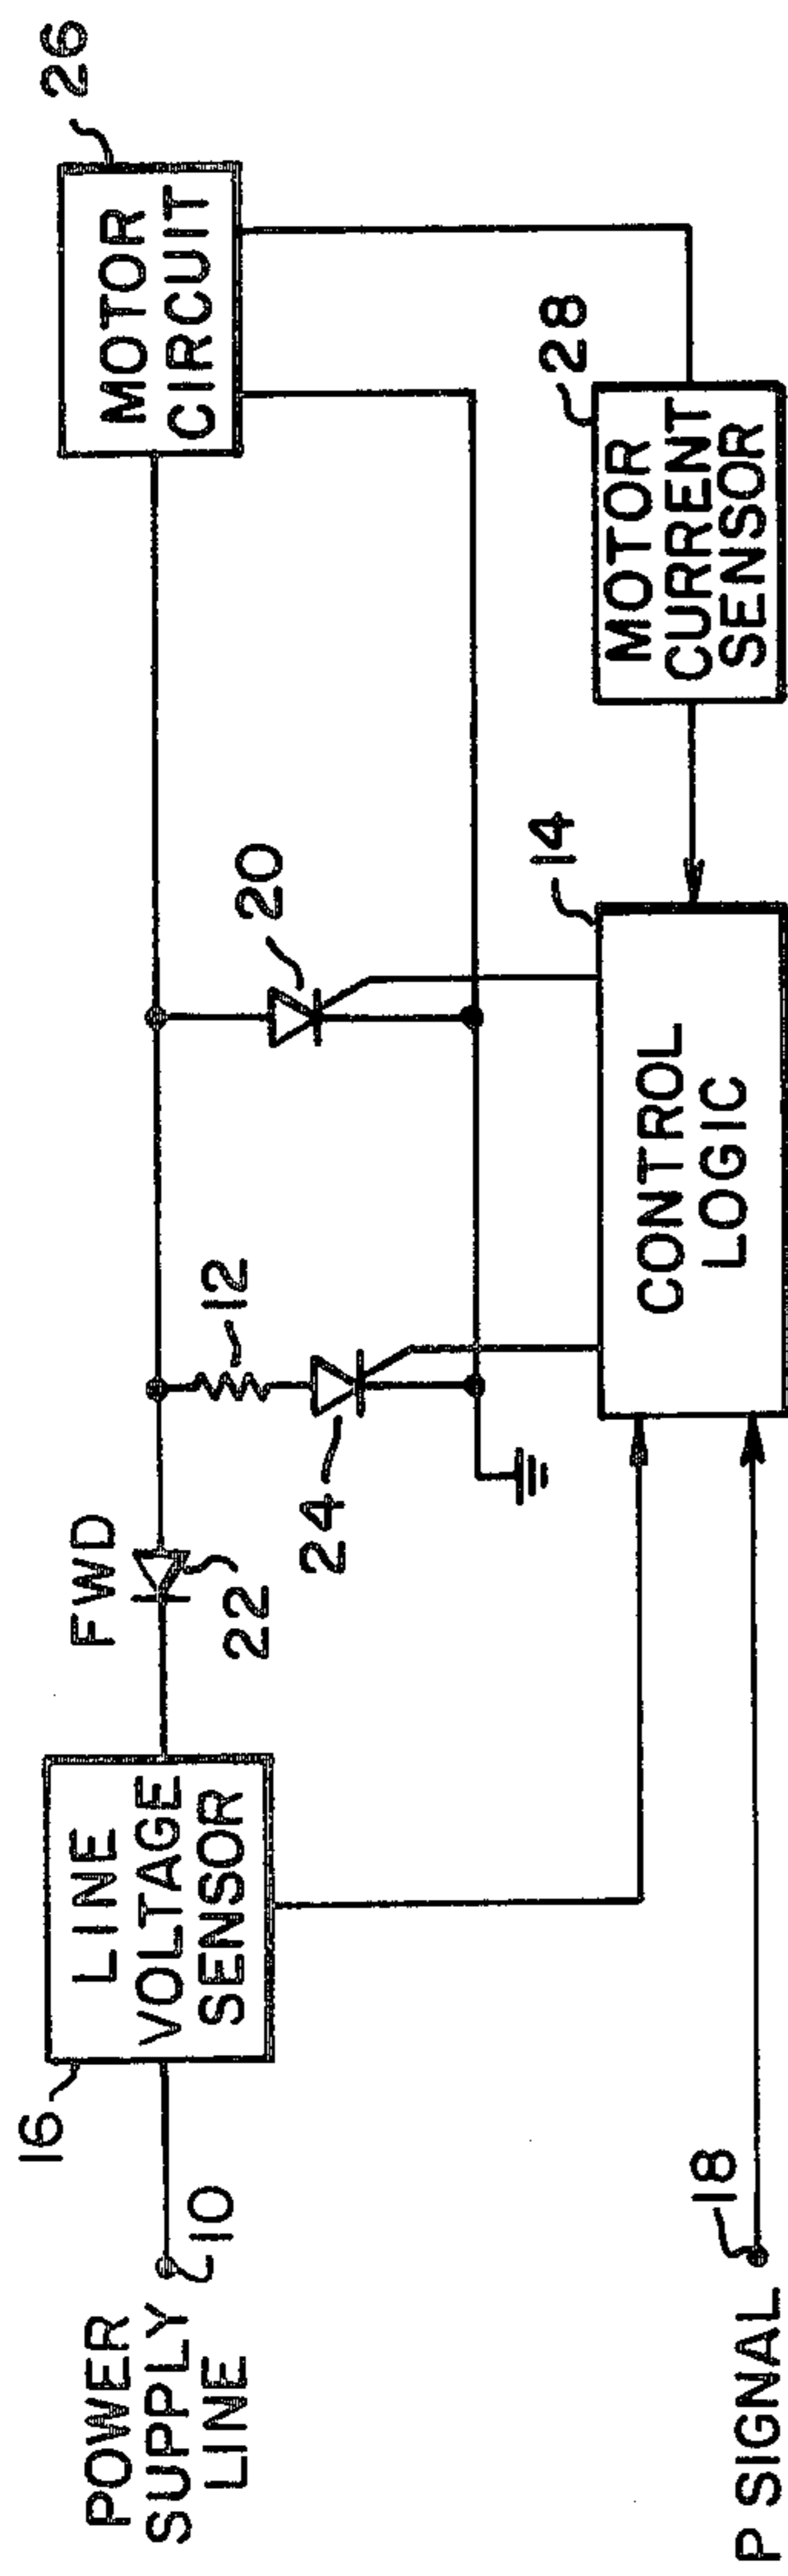 POWER
SUPPLY
LINE
10
16
LINE
VOLTAGE
SENSOR
FWD
22
12
24
20
MOTOR
CIRCUIT
26
P SIGNAL
18
CONTROL
LOGIC
14
MOTOR
CURRENT
SENSOR
28